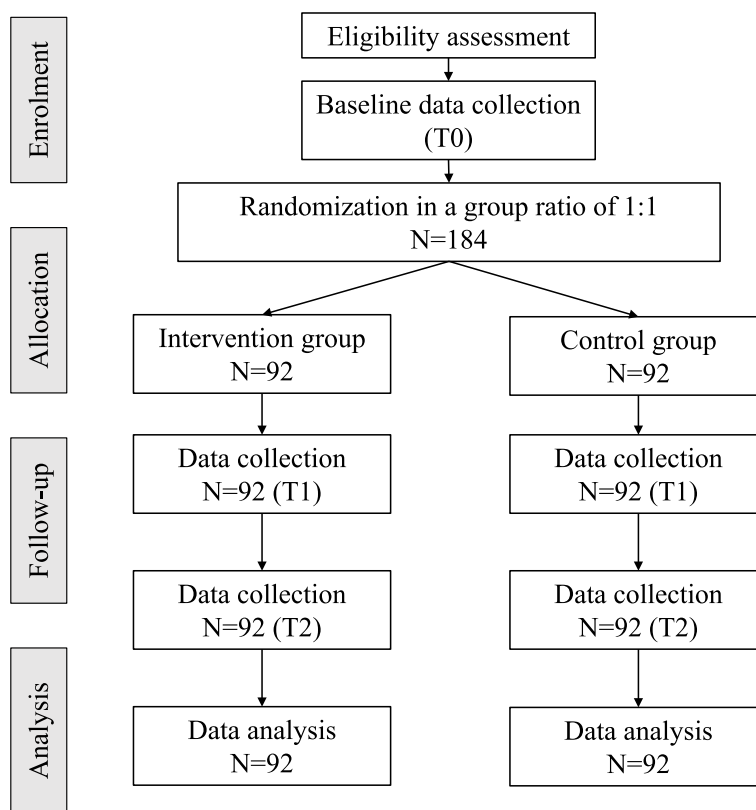 Enrolment
Eligibility assessment
Baseline data collection
(T0)
Randomization in a group ratio of 1:1
N=184
Allocation
Intervention group
N=92
Control group
N=92
Follow-up
Data collection
N=92 (T1)
Data collection
N=92 (T1)
Data collection
N=92 (T2)
Data collection
N=92 (T2)
Analysis
Data analysis
N=92
Data analysis
N=92